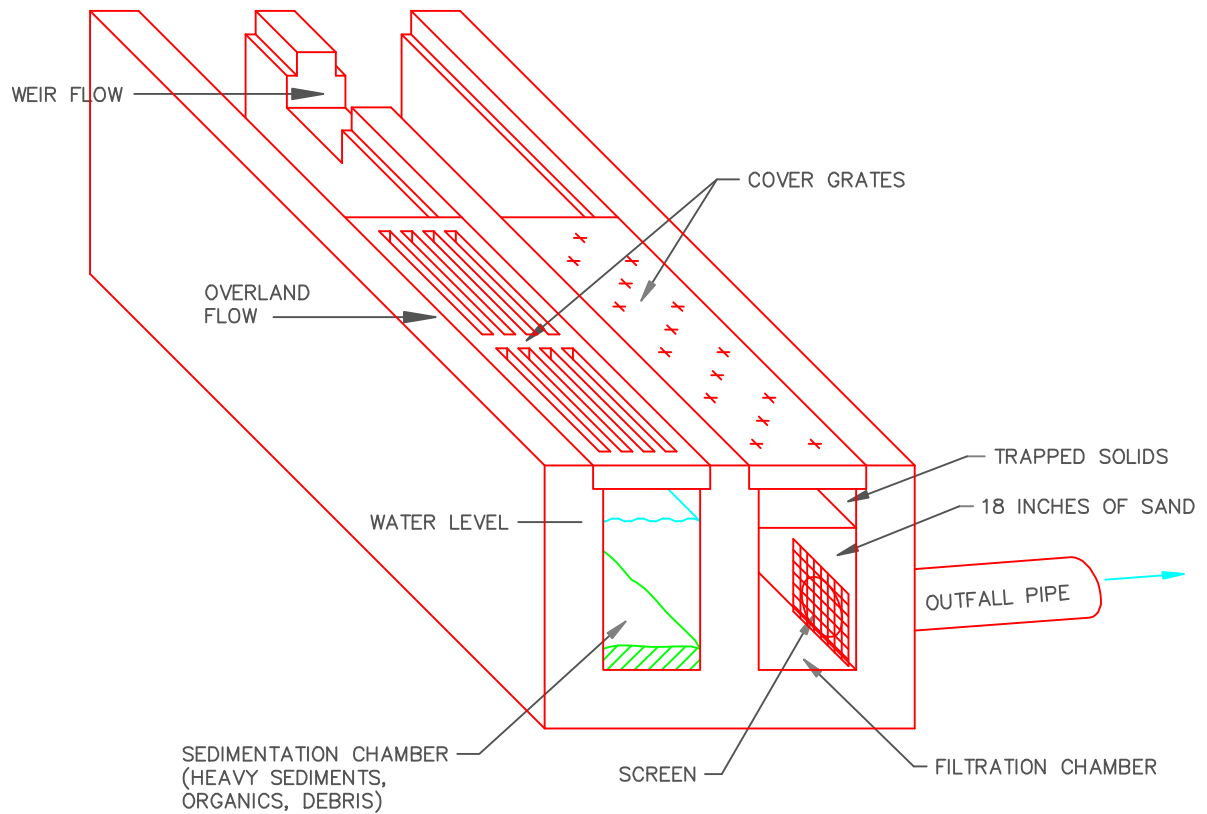 WEIR FLOW
COVER GRATES
OVERLAND
FLOW
TRAPPED SOLIDS
18 INCHES OF SAND
WATER LEVEL
OUTFALL PIPE
SEDIMENTATION CHAMBER
(HEAVY SEDIMENTS,
ORGANICS, DEBRIS)
SCREEN
FILTRATION CHAMBER